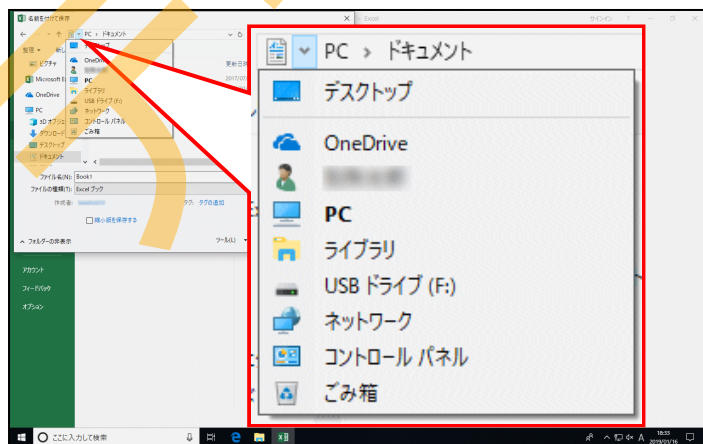 名前を付けて保存
Excel
サインイン
PC › ドキュメント
整理
新し
更新日時
2017/07/
ピクチャ
Microsoft E
OneDrive
PC
3D オブジェ
ダウンロード
デスクトップ
ドキュメント
デスクトップ
OneDrive
PC
ライブラリ
USB ドライブ (F:)
ネットワーク
コントロール パネル
ごみ箱
ファイル名(N): Book1
ファイルの種類(T): Excel ブック
作成者:
タグ: タグの追加
縮小版を保存する
フォルダーの非表示
ツール(L)
アカウント
フィードバック
オプション
PC › ドキュメント
デスクトップ
OneDrive
PC
ライブラリ
USB ドライブ (F:)
ネットワーク
コントロール パネル
ごみ箱
ここに入力して検索
A
18:33
2019/01/16